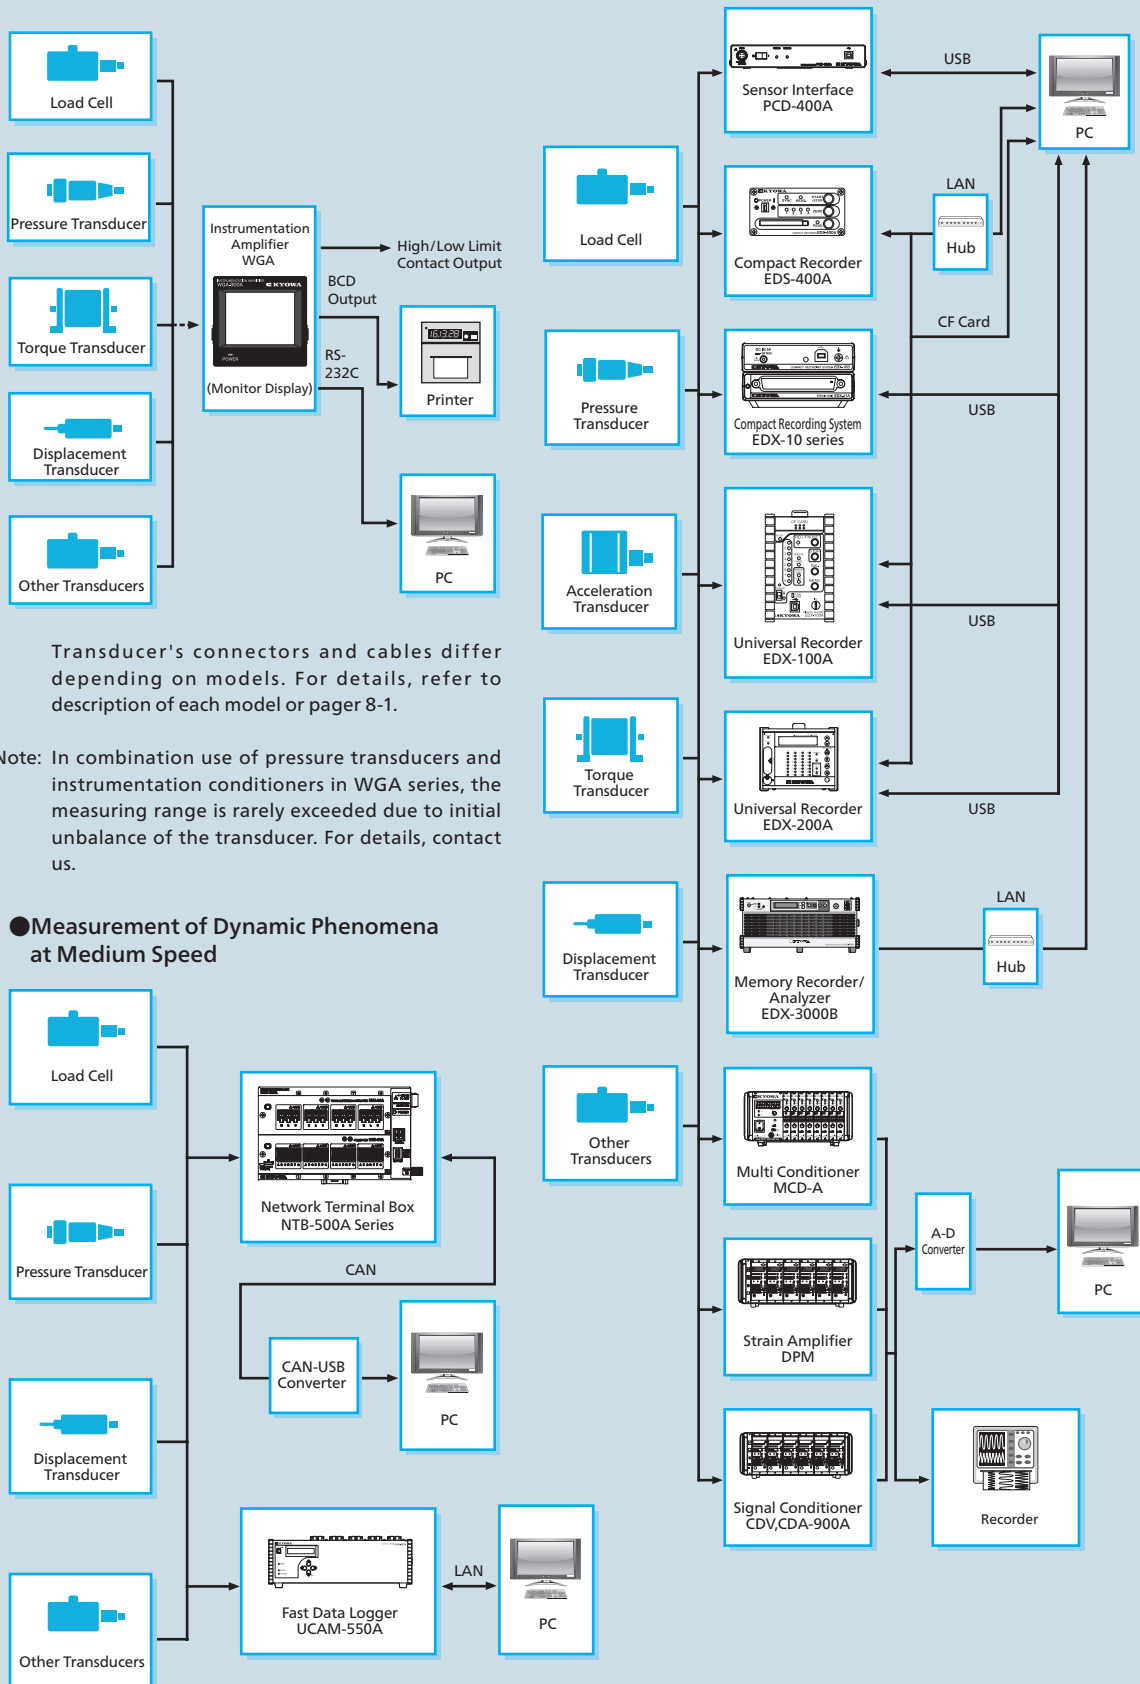 Load Cell
Pressure Transducer
Torque Transducer
Displacement
Transducer
Other Transducers
Instrumentation
Amplifier
WGA
KYOWA
POWER
(Monitor Display)
High/Low Limit
Contact Output
BCD
Output
RS-
232C
Printer
PC
Transducer's connectors and cables differ
depending on models. For details, refer to
description of each model or pager 8-1.
Note: In combination use of pressure transducers and
instrumentation conditioners in WGA series, the
measuring range is rarely exceeded due to initial
unbalance of the transducer. For details, contact
us.
●Measurement of Dynamic Phenomena
at Medium Speed
Load Cell
Pressure Transducer
Displacement
Transducer
Other Transducers
Network Terminal Box
NTB-500A Series
CAN
CAN-USB
Converter
PC
Fast Data Logger
UCAM-550A
LAN
PC
Load Cell
Pressure
Transducer
Acceleration
Transducer
Torque
Transducer
Displacement
Transducer
Other
Transducers
Sensor Interface
PCD-400A
USB
PC
KYOWA
Compact Recorder
EDS-400A
LAN
Hub
CF Card
Compact Recording System
EDX-10 series
USB
CF CARD
KYOWA
Universal Recorder
EDX-100A
USB
Universal Recorder
EDX-200A
USB
Memory Recorder/
Analyzer
EDX-3000B
LAN
Hub
KYOWA
Multi Conditioner
MCD-A
Strain Amplifier
DPM
Signal Conditioner
CDV,CDA-900A
A-D
Converter
PC
Recorder